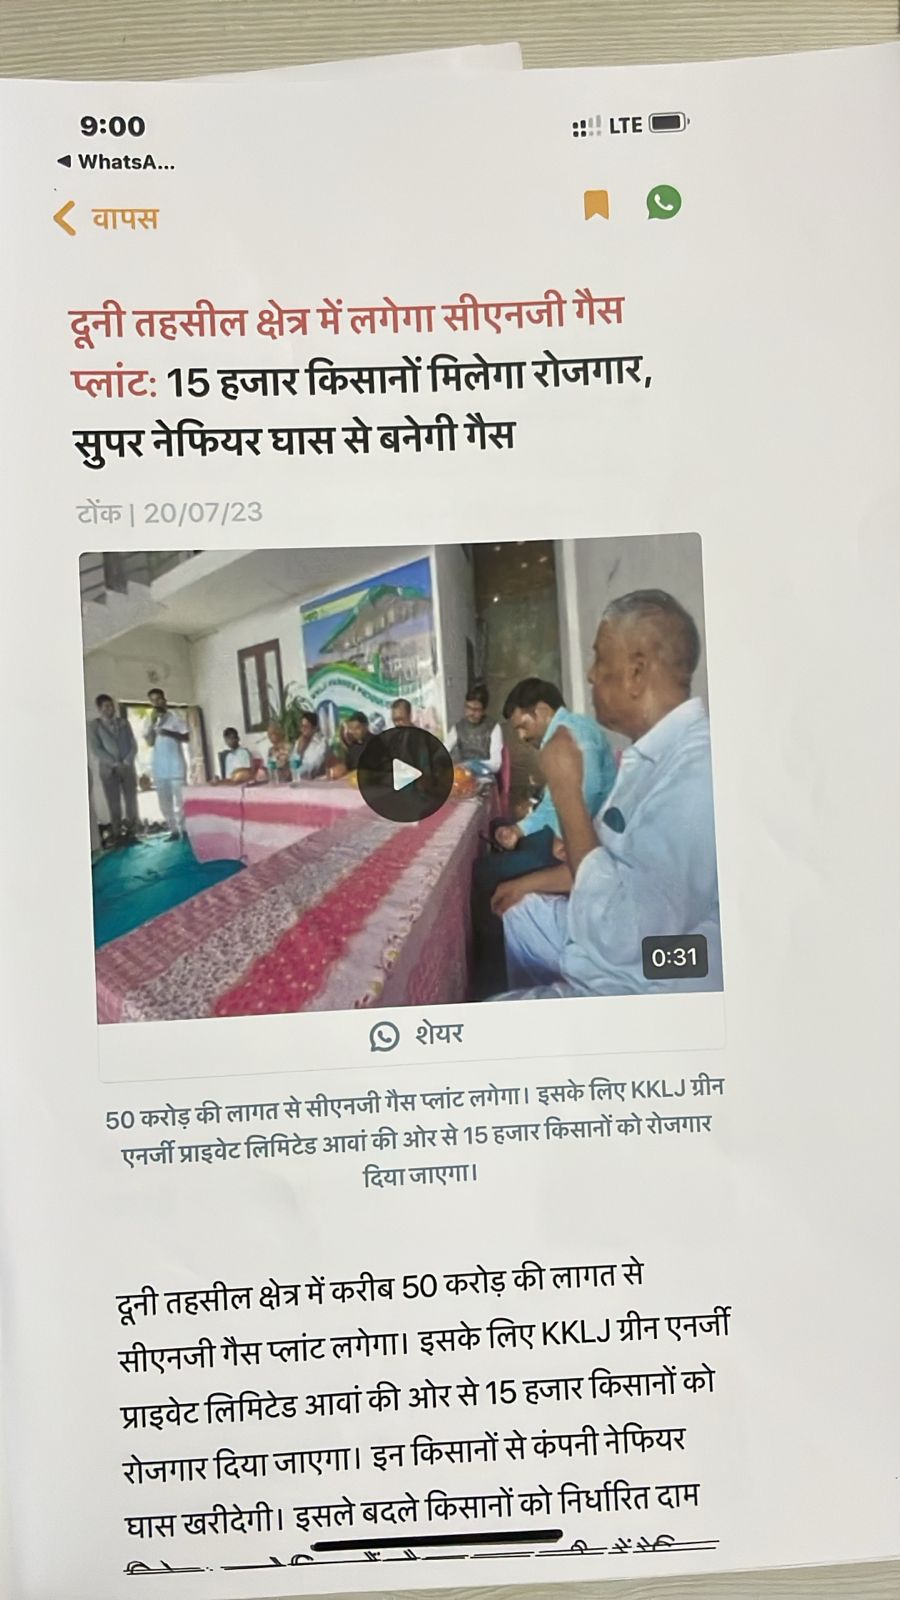 9:00
LTE
◀ WhatsA...
वापस
दूनी तहसील क्षेत्र में लगेगा सीएनजी गैस
प्लांट: 15 हजार किसानों मिलेगा रोजगार,
सुपर नेफियर घास से बनेगी गैस
टोंक | 20/07/23
0:31
शेयर
50 करोड़ की लागत से सीएनजी गैस प्लांट लगेगा। इसके लिए KKLJ ग्रीन
एनर्जी प्राइवेट लिमिटेड आवां की ओर से 15 हजार किसानों को रोजगार
दिया जाएगा।
दूनी तहसील क्षेत्र में करीब 50 करोड़ की लागत से
सीएनजी गैस प्लांट लगेगा। इसके लिए KKLJ ग्रीन एनर्जी
प्राइवेट लिमिटेड आवां की ओर से 15 हजार किसानों को
रोजगार दिया जाएगा। इन किसानों से कंपनी नेफियर
घास खरीदेगी। इसले बदले किसानों को निर्धारित दाम